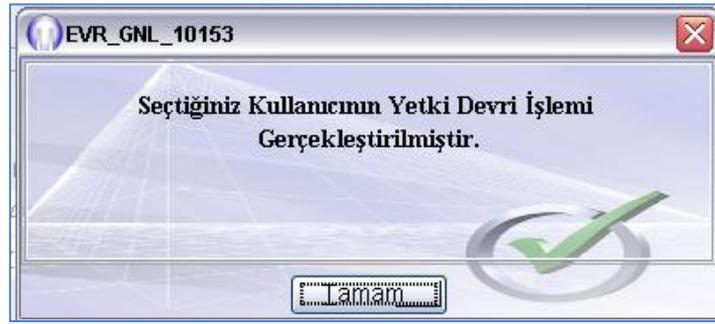 EVR_GNL_10153
Seçtiğiniz Kullanıcının Yetki Devri İşlemi
Gerçekleştirilmiştir.
Tamam